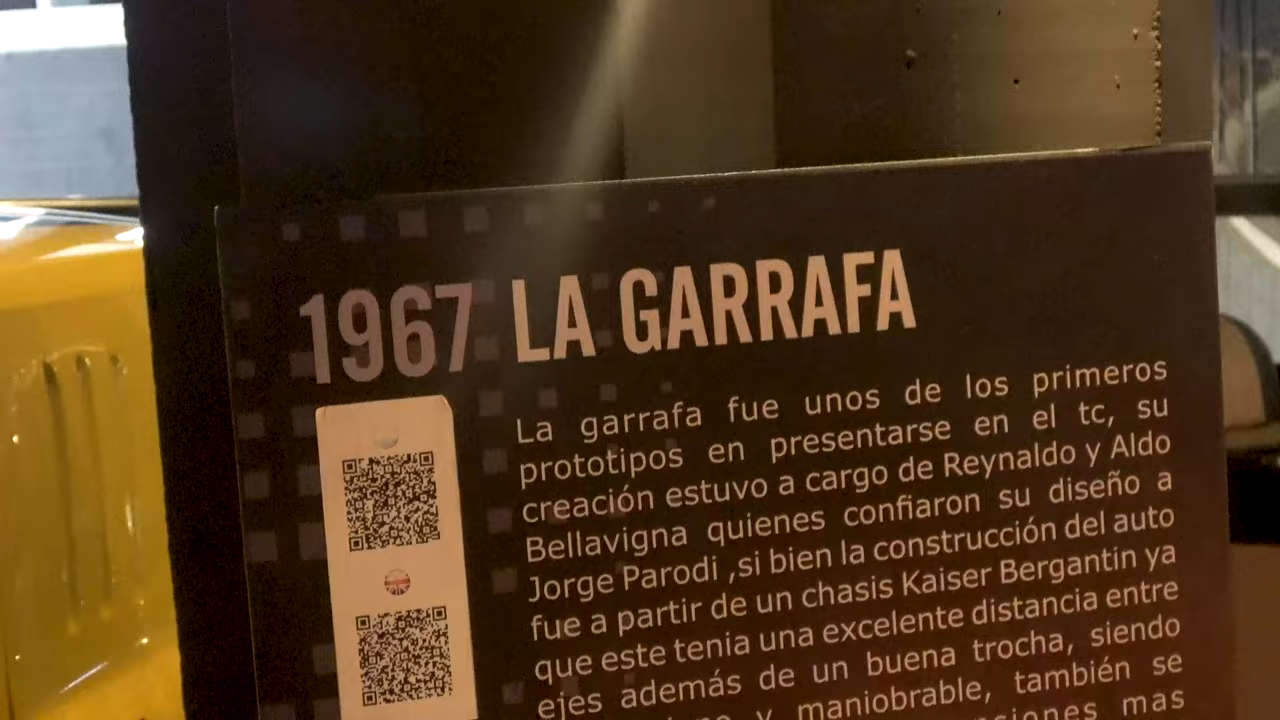 1967 LA GARRAFA
La garrafa fue unos de los primeros
prototipos en presentarse en el tc, su
creación estuvo a cargo de Reynaldo y Aldo
Bellavigna quienes confiaron su diseño a
Jorge Parodi ,si bien la construcción del auto
fue a partir de un chasis Kaiser Bergantin ya
que este tenia una excelente distancia entre
ejes además de un buena trocha, siendo
y maniobrable, también se
mas